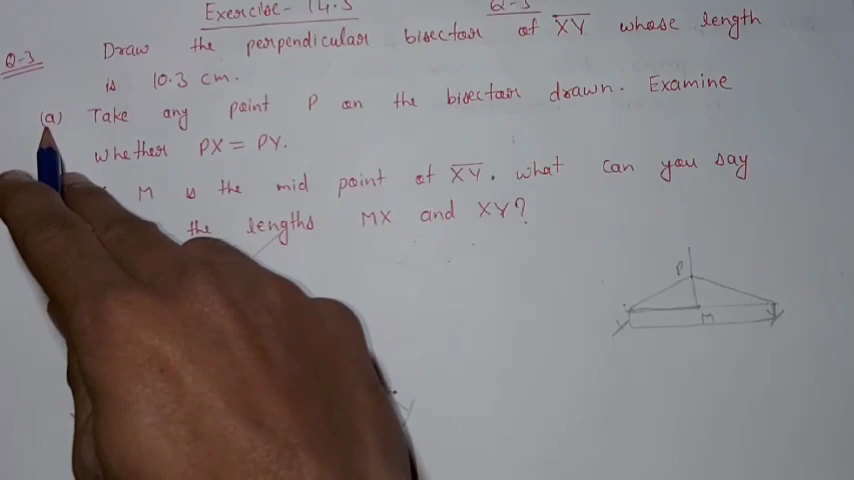 Exercise- 14.5
Q-3
Q-3 Draw the perpendicular bisector of XY whose length
is 10.3 cm.
(a) Take any point P on the bisector drawn. Examine
whether PX = PY.
M is the mid point of XY. what can you say
the lengths MX and XY?
P
M
Y
Y